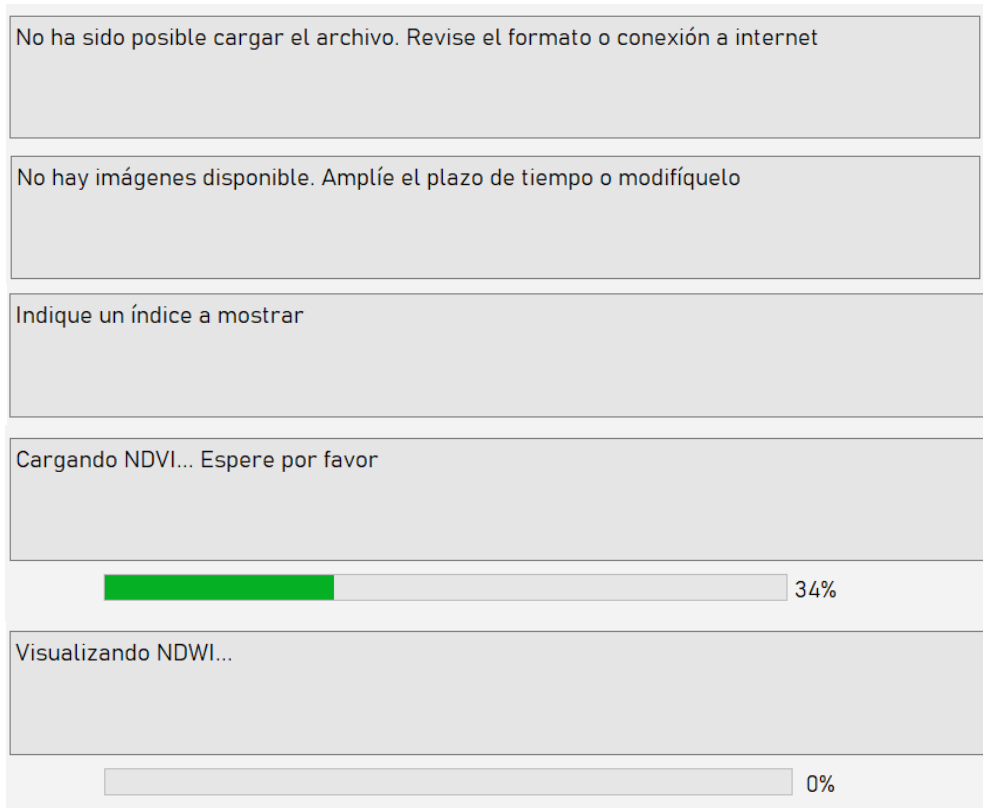 No ha sido posible cargar el archivo. Revise el formato o conexión a internet
No hay imágenes disponible. Amplíe el plazo de tiempo o modifíquelo
Indique un índice a mostrar
Cargando NDVI... Espere por favor
34%
Visualizando NDWI...
0%